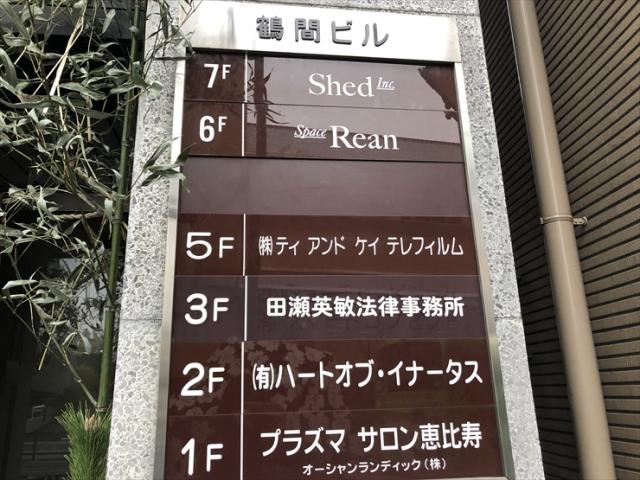 鶴間ビル
7F Shed Inc.
6F Space Rean
5F ㈱ティ アンド ケイ テレフィルム
3F 田瀬英敏法律事務所
2F (有)ハートオブ・イナータス
1F プラズマ サロン恵比寿
オーシャンランディック(株)